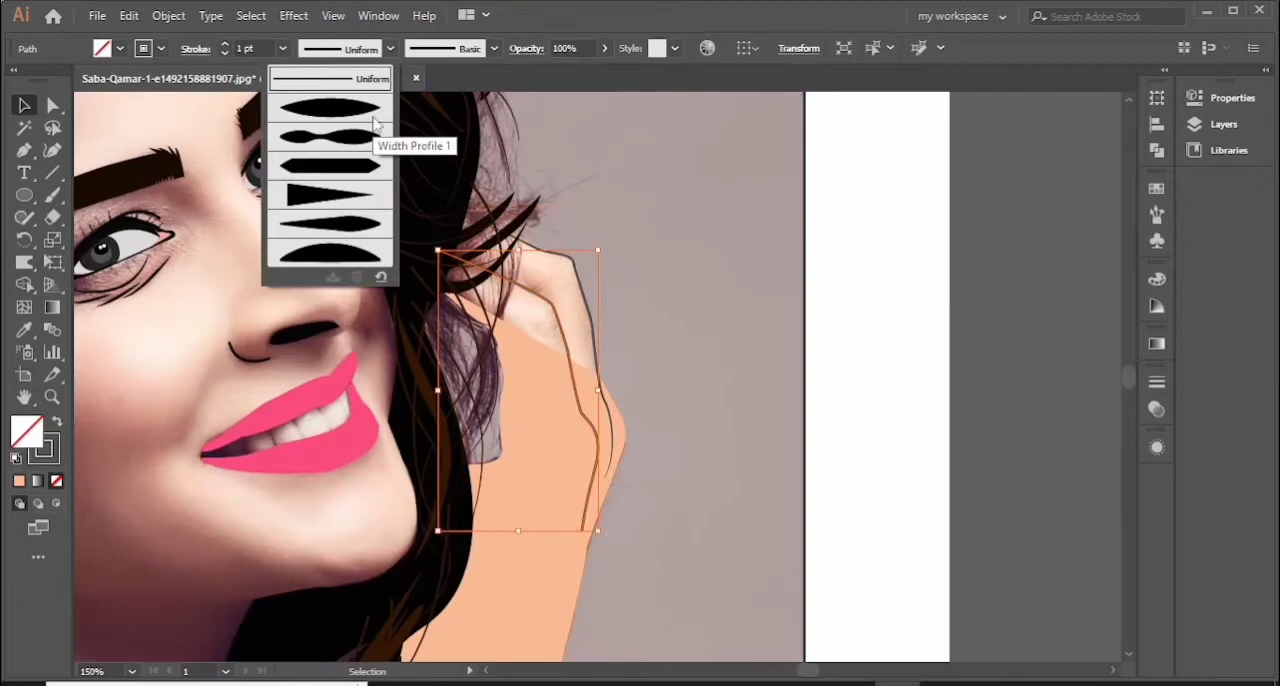 Ai File Edit Object Type Select Effect View Window Help my workspace Search Adobe Stock
Path Stroke: 1 pt Uniform Basic Opacity: 100% Style: Transform
Saba-Qamar-1-e1492158881907.jpg*
Uniform
Width Profile 1
Properties
Layers
Libraries
150% 1 Selection